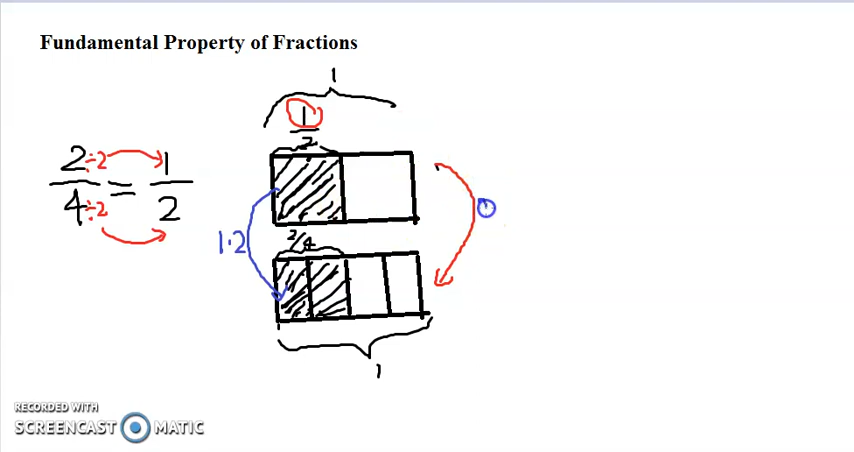 Fundamental Property of Fractions
1
1/2
2÷2 / 4÷2 = 1/2
1·2
2/4
1
RECORDED WITH
SCREENCAST MATIC